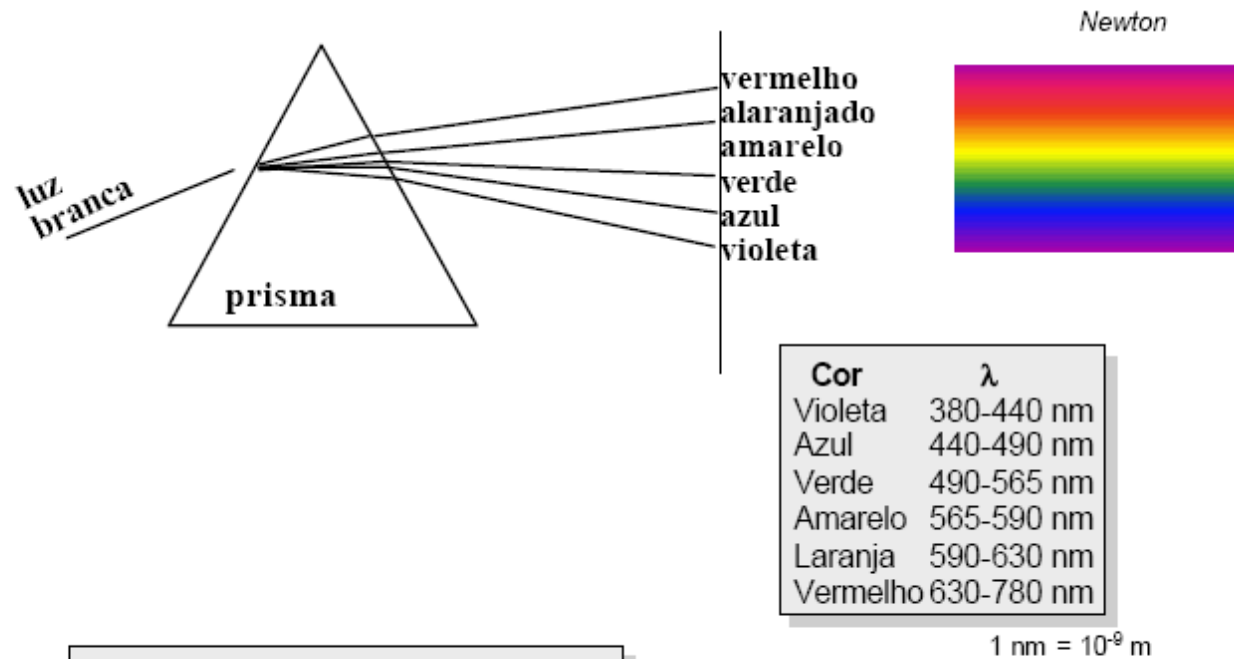 Newton
vermelho
alaranjado
amarelo
verde
azul
violeta
luz
branca
prisma
Cor λ
Violeta 380-440 nm
Azul 440-490 nm
Verde 490-565 nm
Amarelo 565-590 nm
Laranja 590-630 nm
Vermelho 630-780 nm
1 nm = 10⁻⁹ m